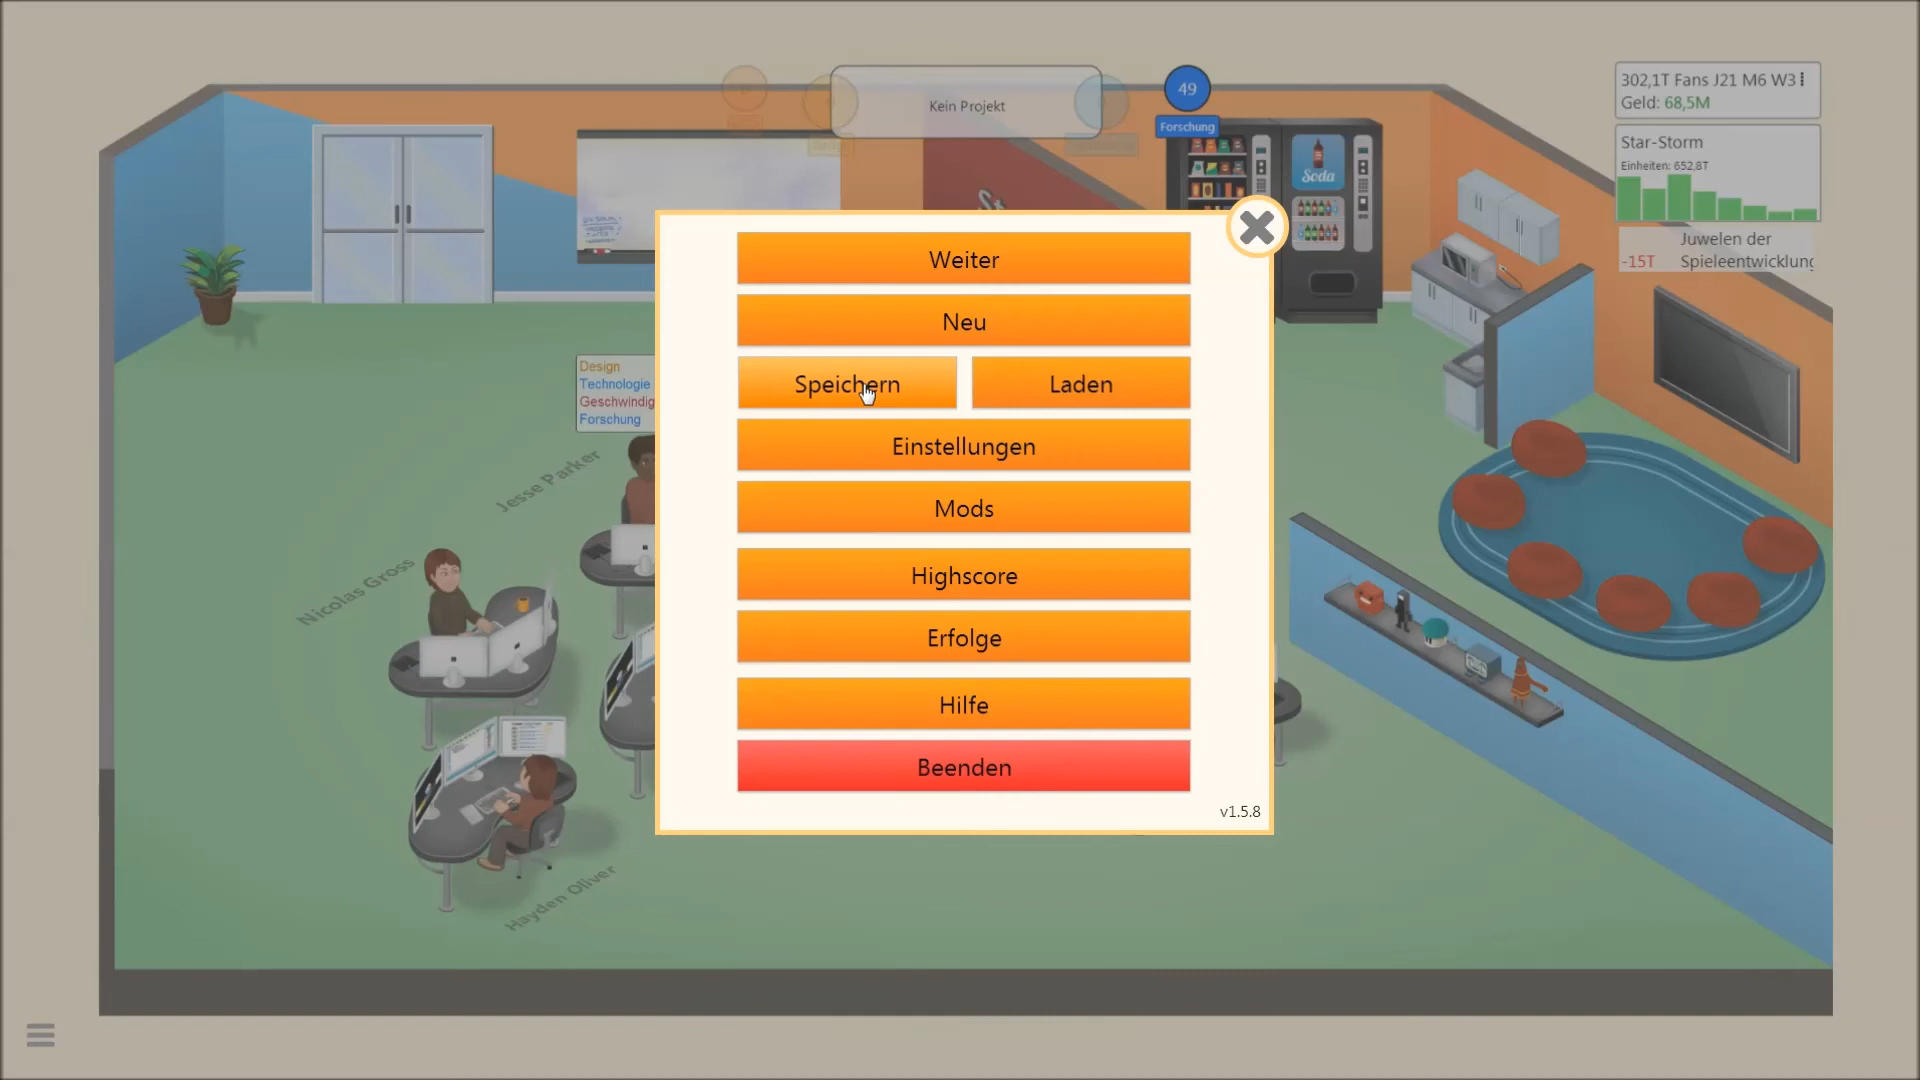 Kein Projekt
49
Forschung
302,1T Fans J21 M6 W3
Geld: 68,5M
Star-Storm
Einheiten: 652,8T
Juwelen der
-15T Spieleentwicklung
Soda
Weiter
Neu
Speichern Laden
Einstellungen
Mods
Highscore
Erfolge
Hilfe
Beenden
v1.5.8
Design
Technologie
Geschwindig
Forschung
Jesse Parker
Nicolas Gross
Hayden Oliver